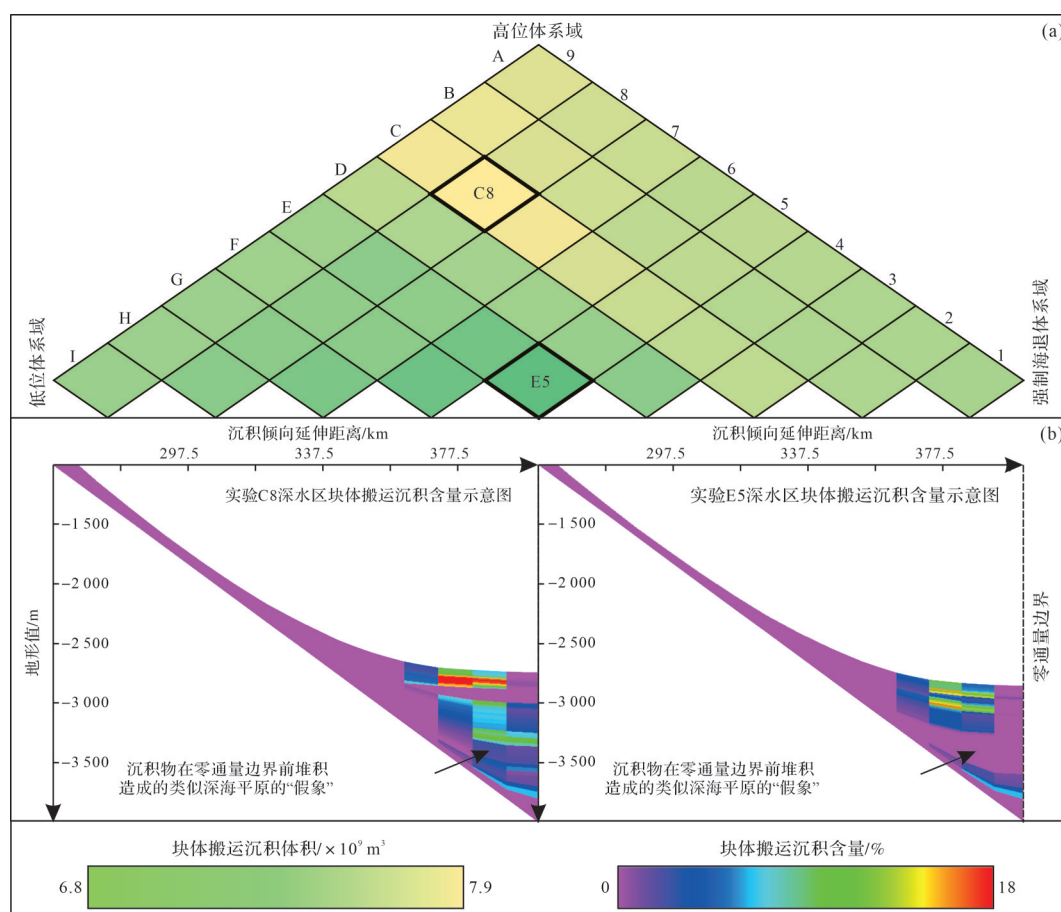 高位体系域
(a)
A
9
B
8
C
7
D
C8
6
E
5
F
4
G
3
H
2
I
E5
1
低位体系域
强制海退体系域
沉积倾向延伸距离/km
沉积倾向延伸距离/km
(b)
297.5 337.5 377.5
297.5 337.5 377.5
实验C8深水区块体搬运沉积含量示意图
实验E5深水区块体搬运沉积含量示意图
-1 500
-1 500
-2 000
-2 000
-2 500
-2 500
地形值/m
零通量边界
-3 000
-3 000
-3 500
-3 500
沉积物在零通量边界前堆积
造成的类似深海平原的“假象”
沉积物在零通量边界前堆积
造成的类似深海平原的“假象”
块体搬运沉积体积/×10⁹ m³
块体搬运沉积含量/%
6.8 7.9
0 18